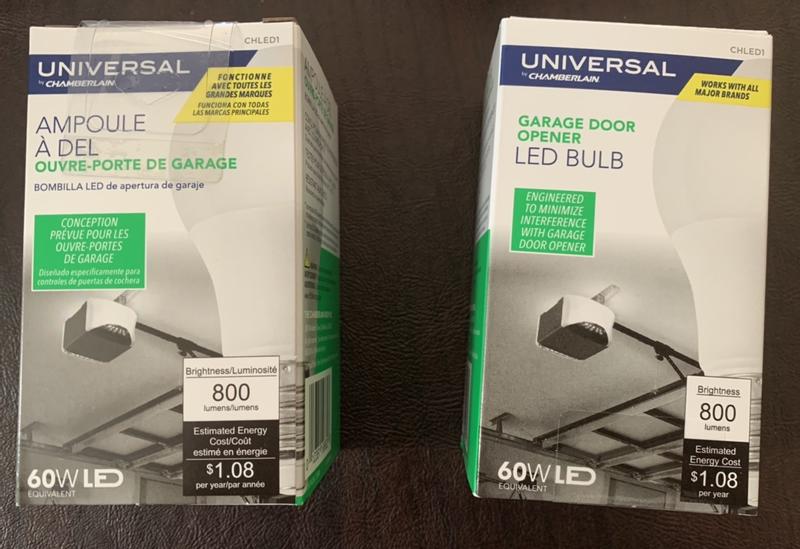 CHLED1
UNIVERSAL
by CHAMBERLAIN
FONCTIONNE
AVEC TOUTES LES
GRANDES MARQUES
FUNCIONA CON TODAS
LAS MARCAS PRINCIPALES
AMPOULE
À DEL
OUVRE-PORTE DE GARAGE
BOMBILLA LED de apertura de garaje
CONCEPTION
PRÉVUE POUR LES
OUVRE-PORTES
DE GARAGE
Diseñado específicamente para
controles de puertas de cochera
Brightness/Luminosité
800
lumens/lumens
Estimated Energy
Cost/Coût
estimé en énergie
$1.08
per year/par année
60W LED
EQUIVALENT
CHLED1
UNIVERSAL
by CHAMBERLAIN
WORKS WITH ALL
MAJOR BRANDS
GARAGE DOOR
OPENER
LED BULB
ENGINEERED
TO MINIMIZE
INTERFERENCE
WITH GARAGE
DOOR OPENER
Brightness
800
lumens
Estimated
Energy Cost
$1.08
per year
60W LED
EQUIVALENT